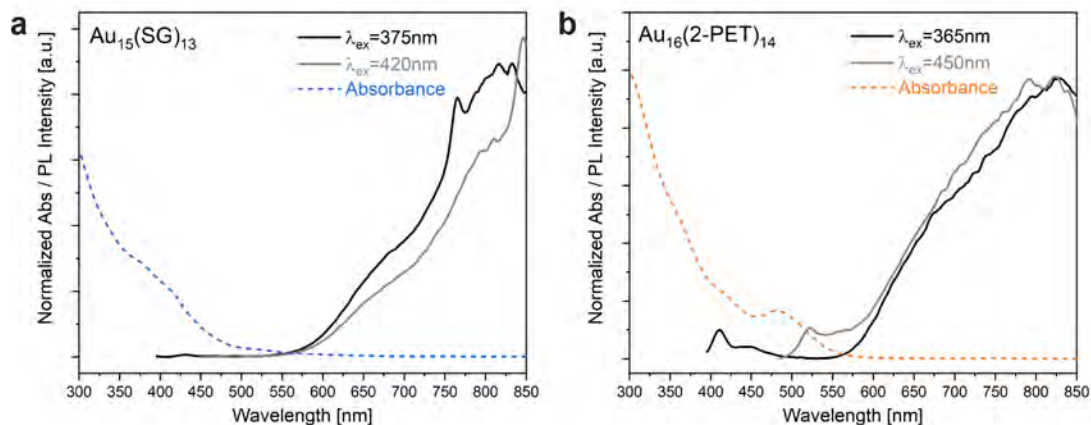 a
Au₁₅(SG)₁₃
λex=375nm
λex=420nm
Absorbance
Normalized Abs / PL Intensity [a.u.]
300 350 400 450 500 550 600 650 700 750 800 850
Wavelength [nm]
b
Au₁₆(2-PET)₁₄
λex=365nm
λex=450nm
Absorbance
Normalized Abs / PL Intensity [a.u.]
300 350 400 450 500 550 600 650 700 750 800 850
Wavelength [nm]